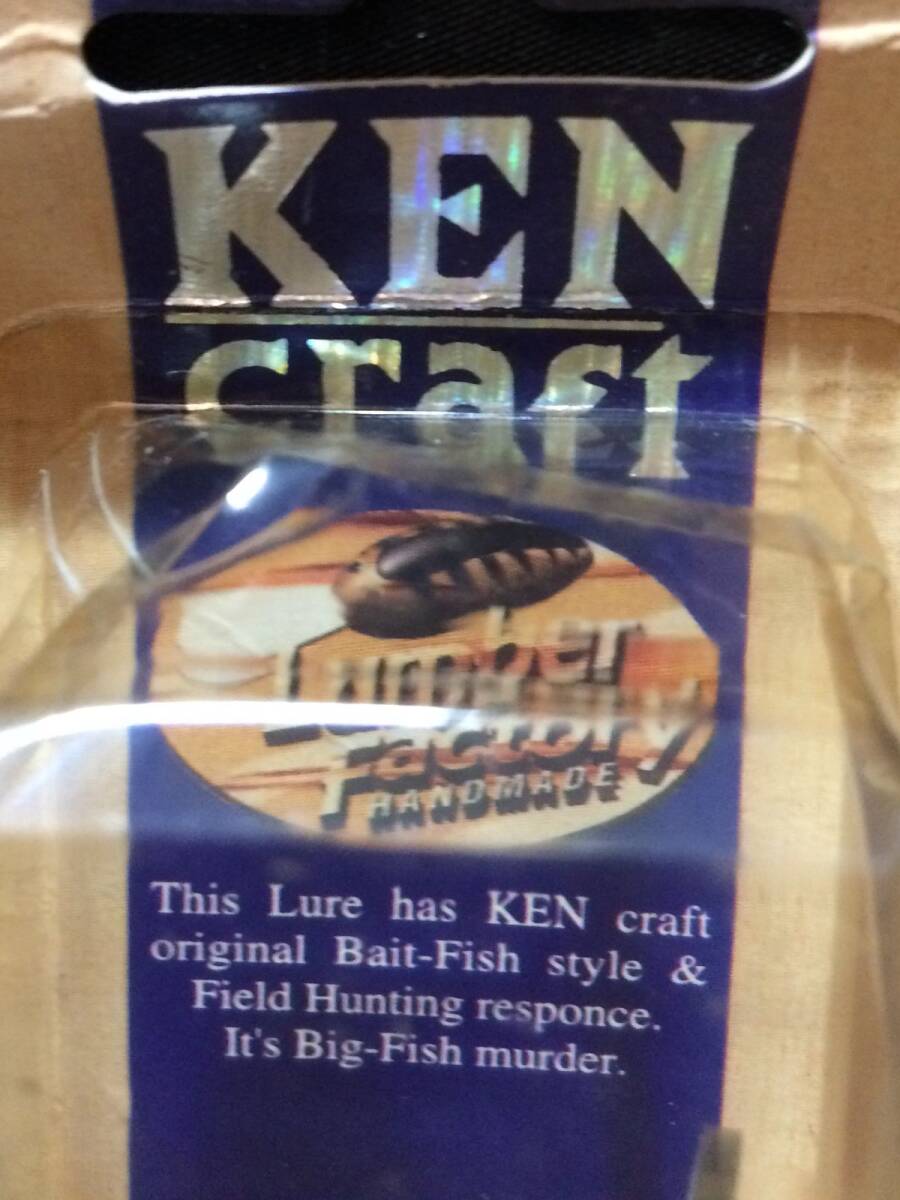 KEN
craft
Lumber
Factory
HANDMADE
This Lure has KEN craft
original Bait-Fish style &
Field Hunting responce.
It's Big-Fish murder.